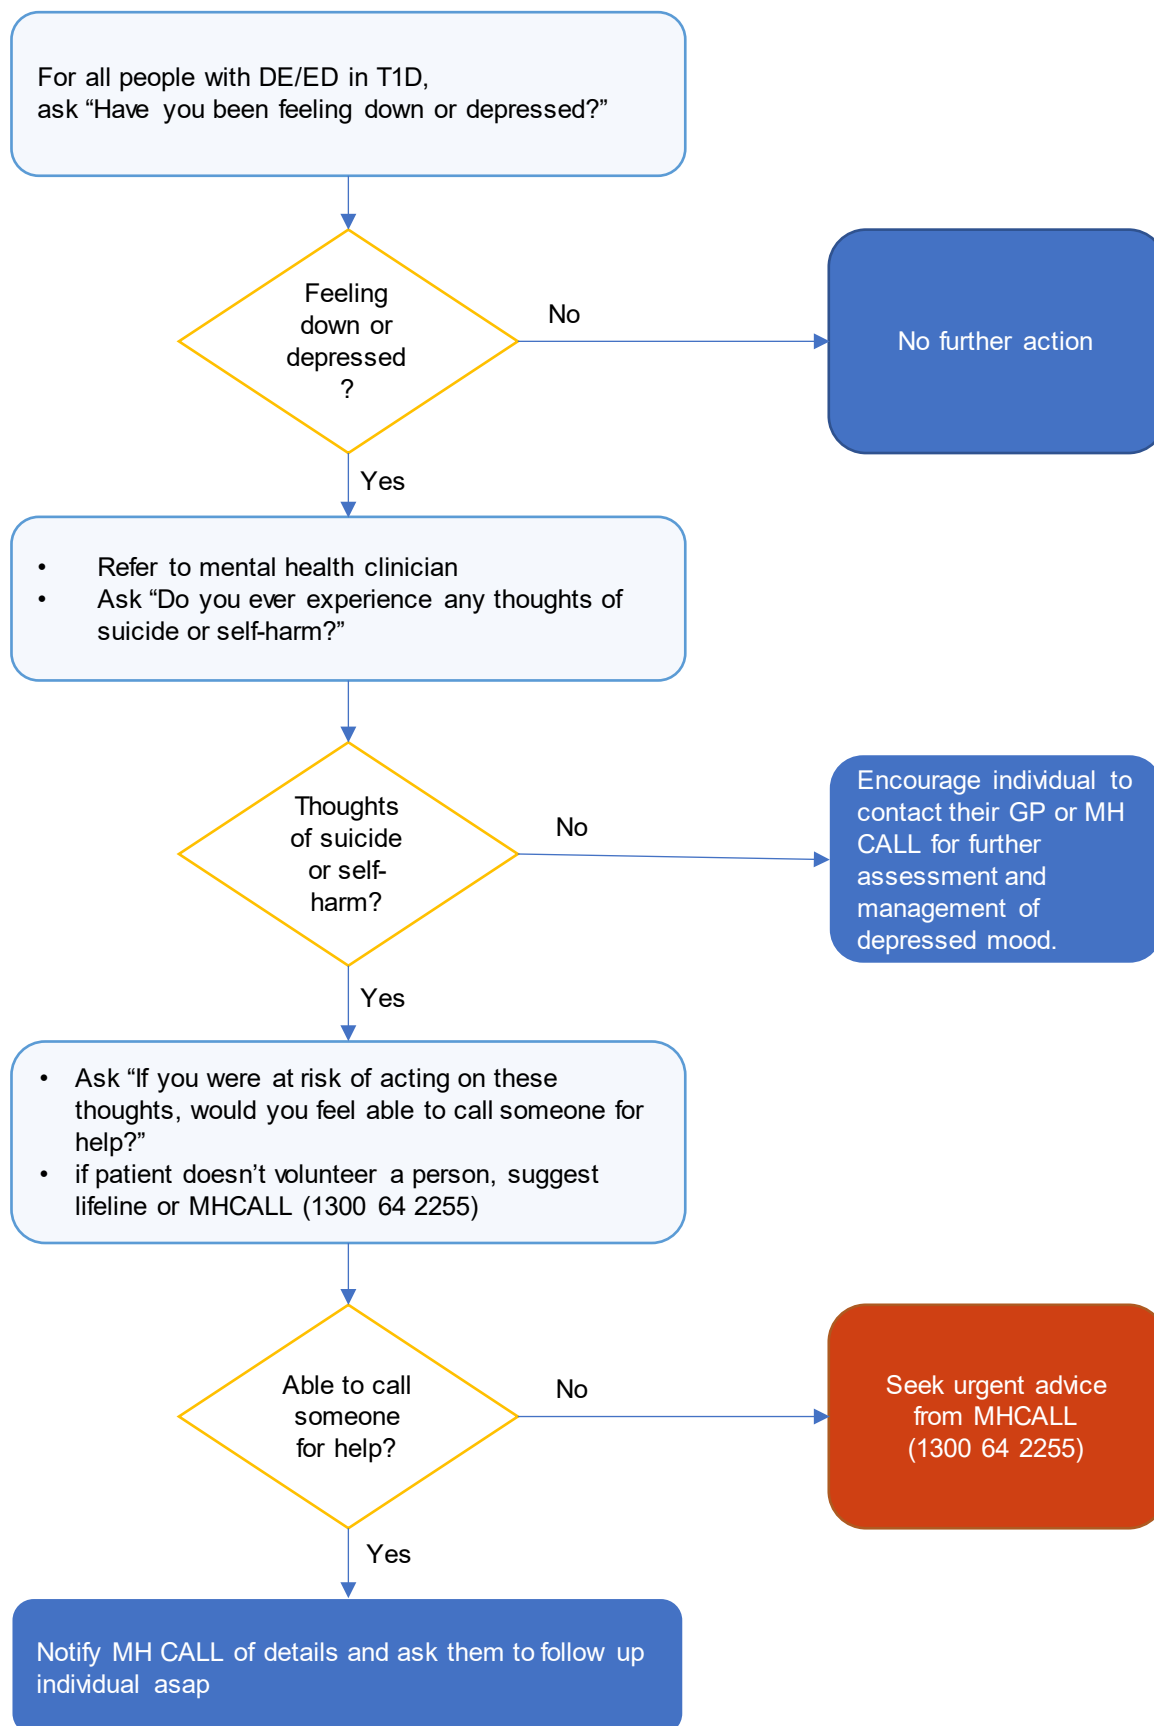 For all people with DE/ED in T1D,
ask “Have you been feeling down or depressed?”
Feeling
down or
depressed
?
No
No further action
Yes
• Refer to mental health clinician
• Ask “Do you ever experience any thoughts of
suicide or self-harm?”
Thoughts
of suicide
or self-
harm?
No
Encourage individual to
contact their GP or MH
CALL for further
assessment and
management of
depressed mood.
Yes
• Ask “If you were at risk of acting on these
thoughts, would you feel able to call someone for
help?”
• if patient doesn’t volunteer a person, suggest
lifeline or MHCALL (1300 64 2255)
Able to call
someone
for help?
No
Seek urgent advice
from MHCALL
(1300 64 2255)
Yes
Notify MH CALL of details and ask them to follow up
individual asap